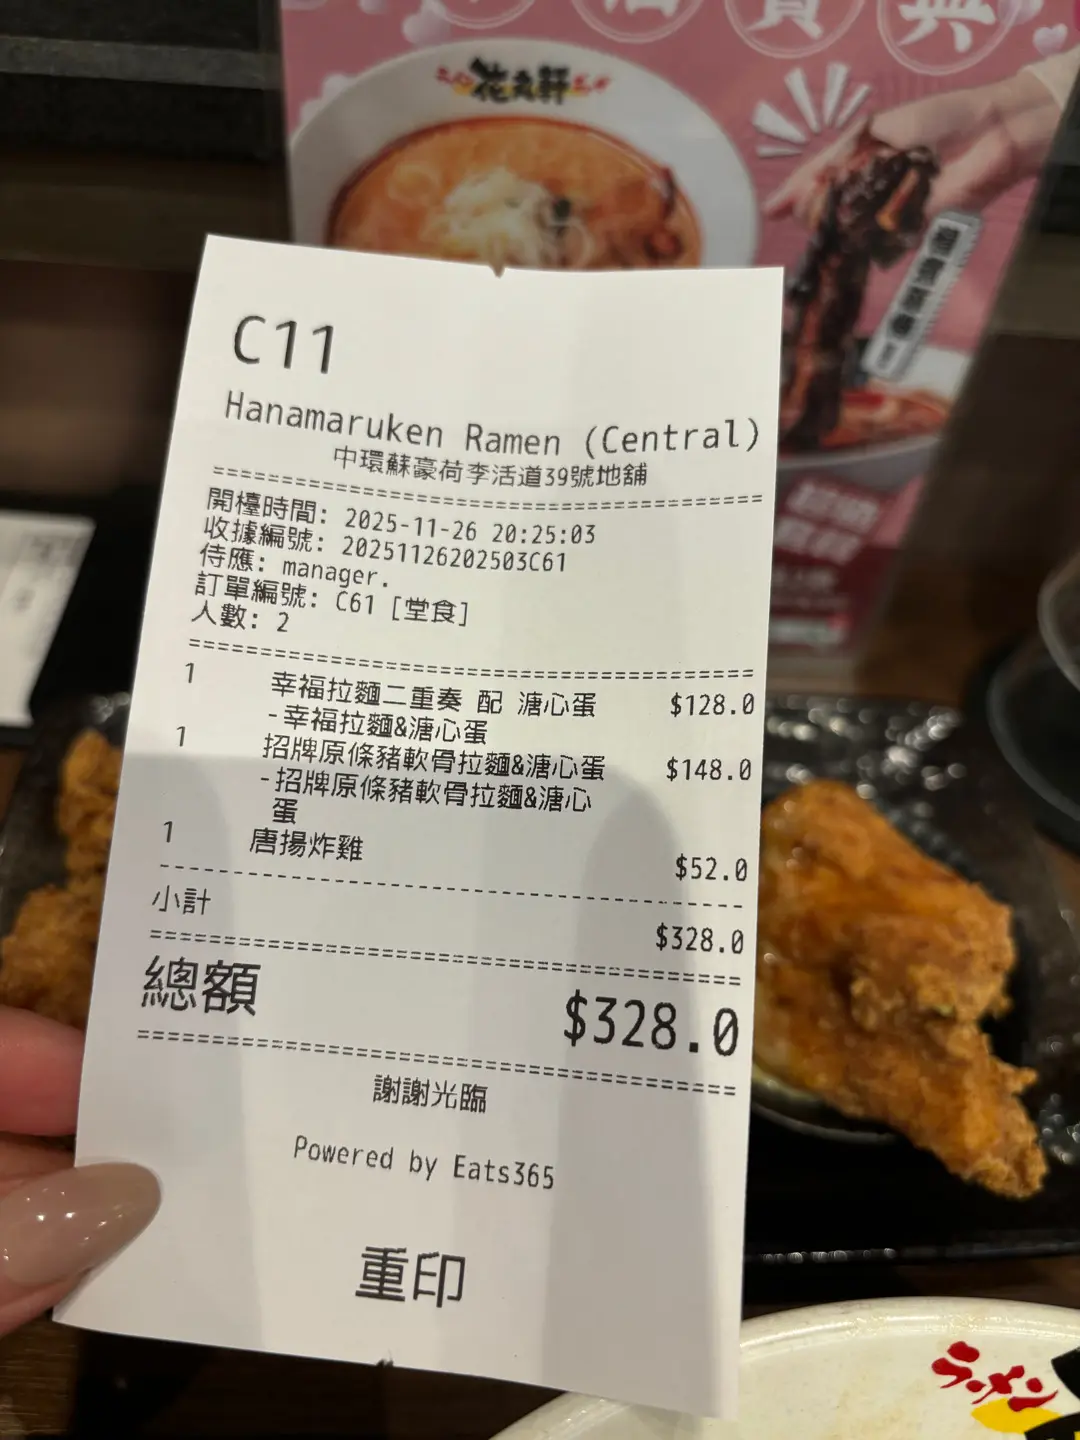 花丸軒
C11
Hanamaruken Ramen (Central)
中環蘇豪荷李活道39號地舖
開檯時間: 2025-11-26 20:25:03
收據編號: 20251126202503C61
侍應: manager.
訂單編號: C61 [堂食]
人數: 2
1 幸福拉麵二重奏 配 溏心蛋 $128.0
-幸福拉麵&溏心蛋
1 招牌原條豬軟骨拉麵&溏心蛋 $148.0
-招牌原條豬軟骨拉麵&溏心
蛋
1 唐揚炸雞 $52.0
小計 $328.0
總額 $328.0
謝謝光臨
Powered by Eats365
重印
ラーメン